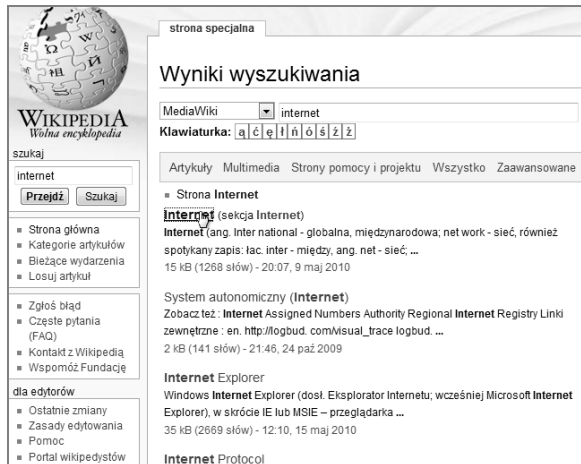 WIKIPEDIA
Wolna encyklopedia
szukaj
internet
Przejdź Szukaj
Strona główna
Kategorie artykułów
Bieżące wydarzenia
Losuj artykuł
Zgłoś błąd
Częste pytania
(FAQ)
Kontakt z Wikipedią
Wspomóż Fundację
dla edytorów
Ostatnie zmiany
Zasady edytowania
Pomoc
Portal wikipedystów
strona specjalna
Wyniki wyszukiwania
MediaWiki internet
Klawiaturka: ą ć ę ł ń ó ś ź ż
Artykuły Multimedia Strony pomocy i projektu Wszystko Zaawansowane
Strona Internet
Internet (sekcja Internet)
Internet (ang. Inter national - globalna, międzynarodowa; net work - sieć, również
spotykany zapis: łac. inter - między, ang. net - sieć; ...
15 kB (1268 słów) - 20:07, 9 maj 2010
System autonomiczny (Internet)
Zobacz też : Internet Assigned Numbers Authority Regional Internet Registry Linki
zewnętrzne : en. http://logbud. com/visual_trace logbud. ...
2 kB (141 słów) - 21:46, 24 paź 2009
Internet Explorer
Windows Internet Explorer (dosł. Eksplorator Internetu; wcześniej Microsoft Internet
Explorer), w skrócie IE lub MSIE – przeglądarka ...
35 kB (2669 słów) - 12:10, 15 maj 2010
Internet Protocol